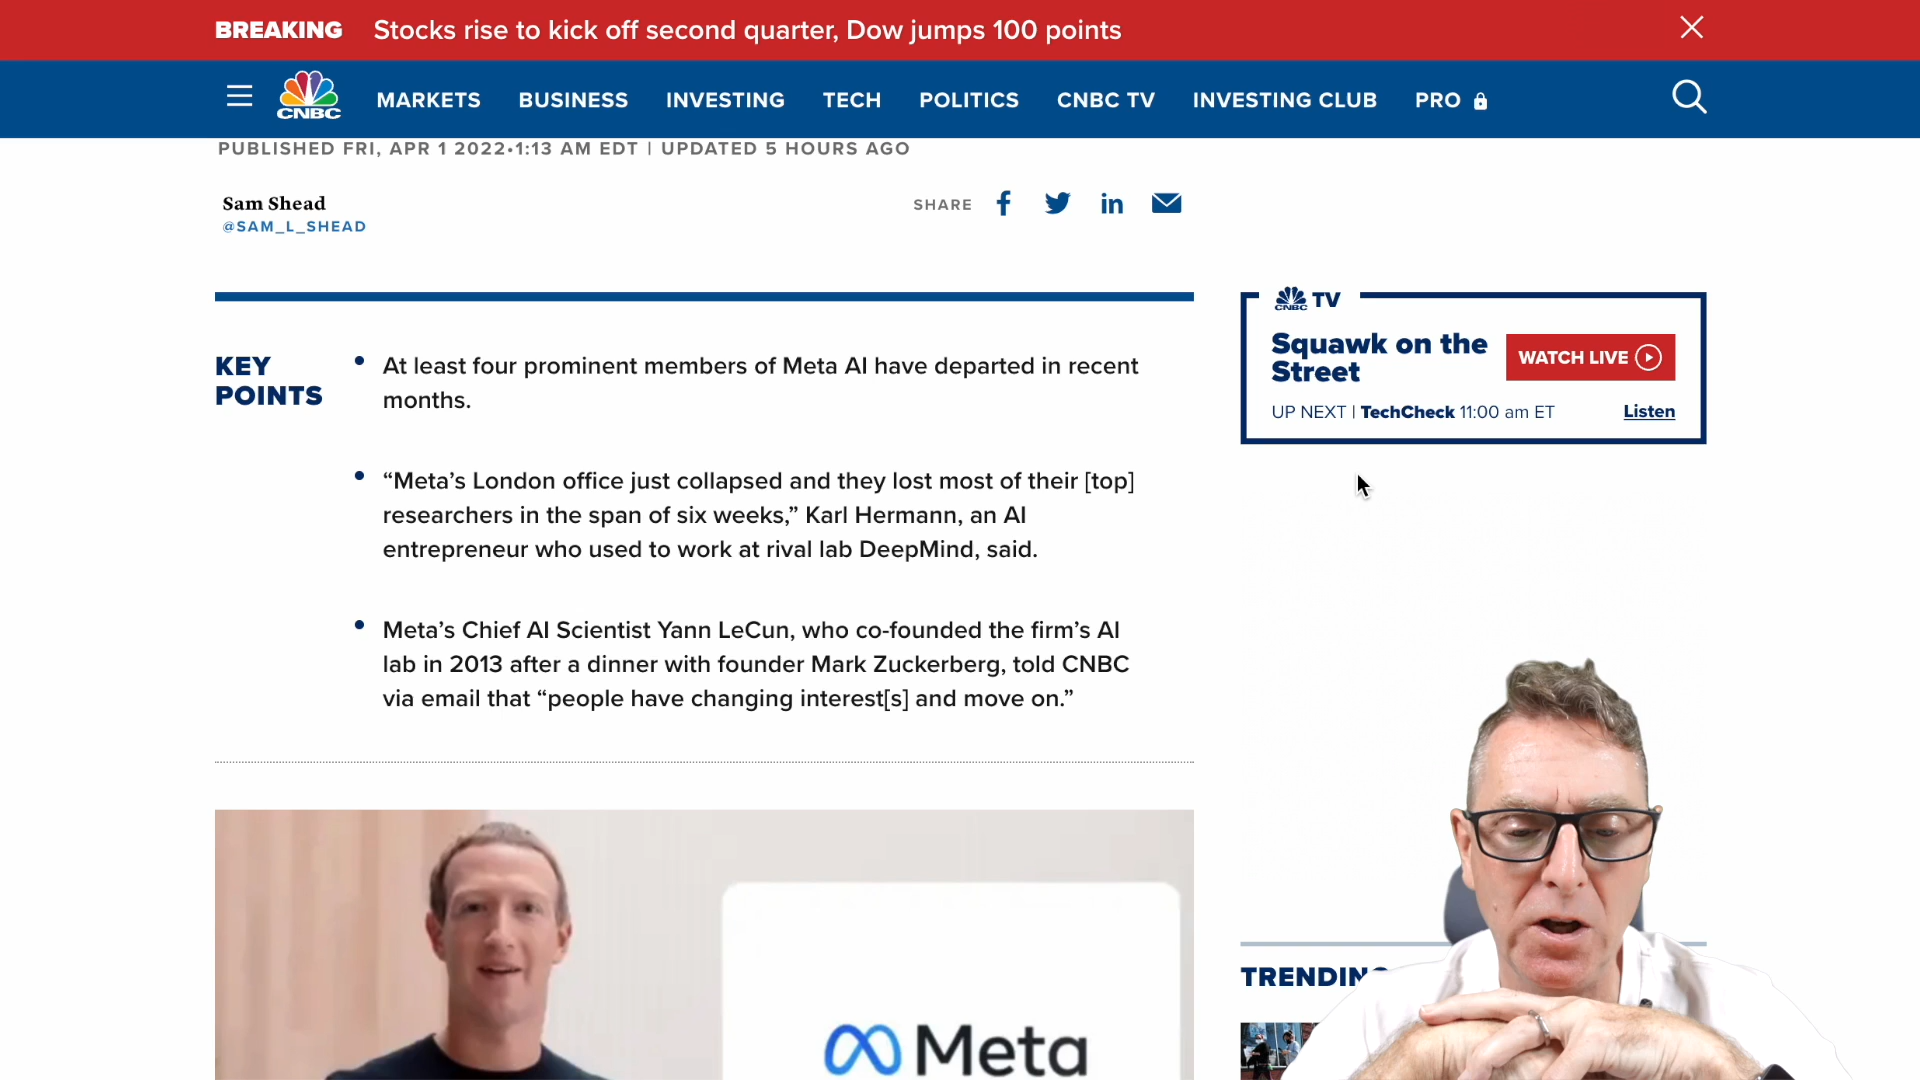 BREAKING Stocks rise to kick off second quarter, Dow jumps 100 points
CNBC MARKETS BUSINESS INVESTING TECH POLITICS CNBC TV INVESTING CLUB PRO
PUBLISHED FRI, APR 1 2022•1:13 AM EDT | UPDATED 5 HOURS AGO
Sam Shead
@SAM_L_SHEAD
SHARE
KEY
POINTS
• At least four prominent members of Meta AI have departed in recent
months.
• “Meta’s London office just collapsed and they lost most of their [top]
researchers in the span of six weeks,” Karl Hermann, an AI
entrepreneur who used to work at rival lab DeepMind, said.
• Meta’s Chief AI Scientist Yann LeCun, who co-founded the firm’s AI
lab in 2013 after a dinner with founder Mark Zuckerberg, told CNBC
via email that “people have changing interest[s] and move on.”
Meta
CNBC TV
Squawk on the
Street
WATCH LIVE
UP NEXT | TechCheck 11:00 am ET
Listen
TRENDING